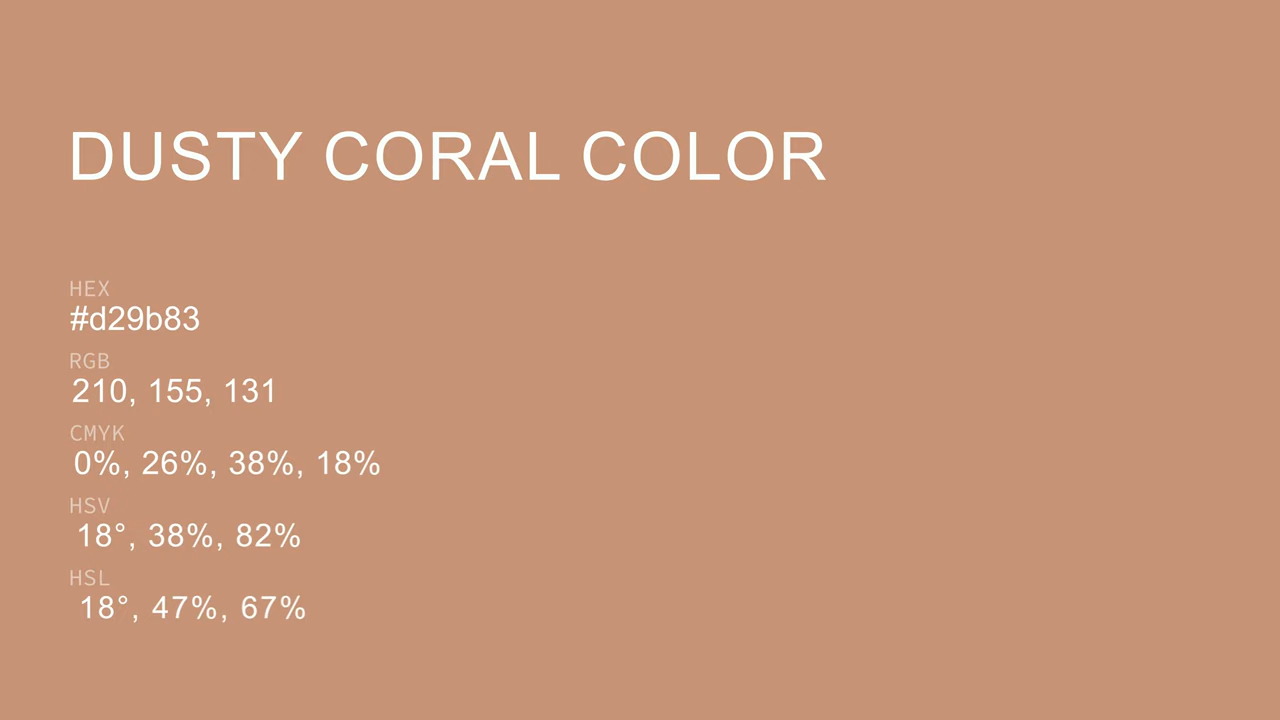 DUSTY CORAL COLOR
HEX
#d29b83
RGB
210, 155, 131
CMYK
0%, 26%, 38%, 18%
HSV
18°, 38%, 82%
HSL
18°, 47%, 67%